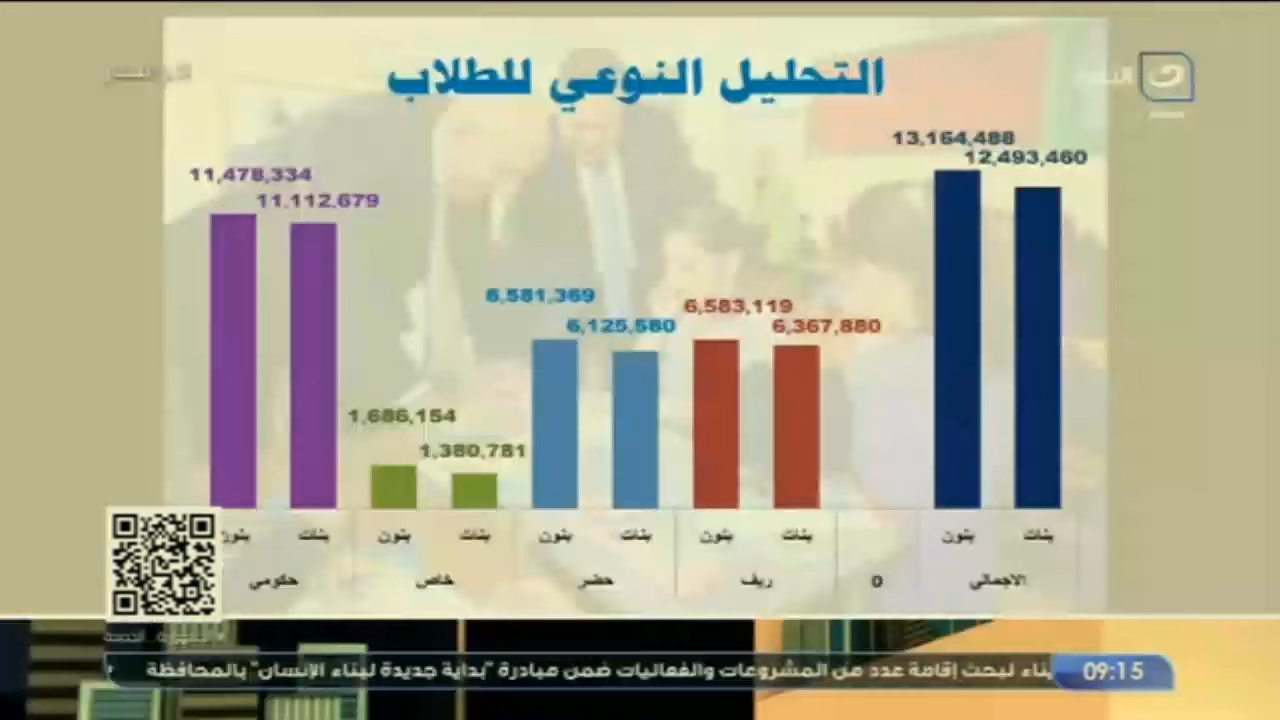 التحليل النوعي للطلاب
13,164,488
12,493,460
11,478,334
11,112,679
6,581,369
6,583,119
6,125,580
6,367,880
1,686,154
1,380,781
بنون بنات بنون بنات بنون بنات بنون بنات بنون بنات
حكومي خاص حضر ريف 0 الاجمالي
09:15
لبحث إقامة عدد من المشروعات والفعاليات ضمن مبادرة "بداية جديدة لبناء الإنسان" بالمحافظة